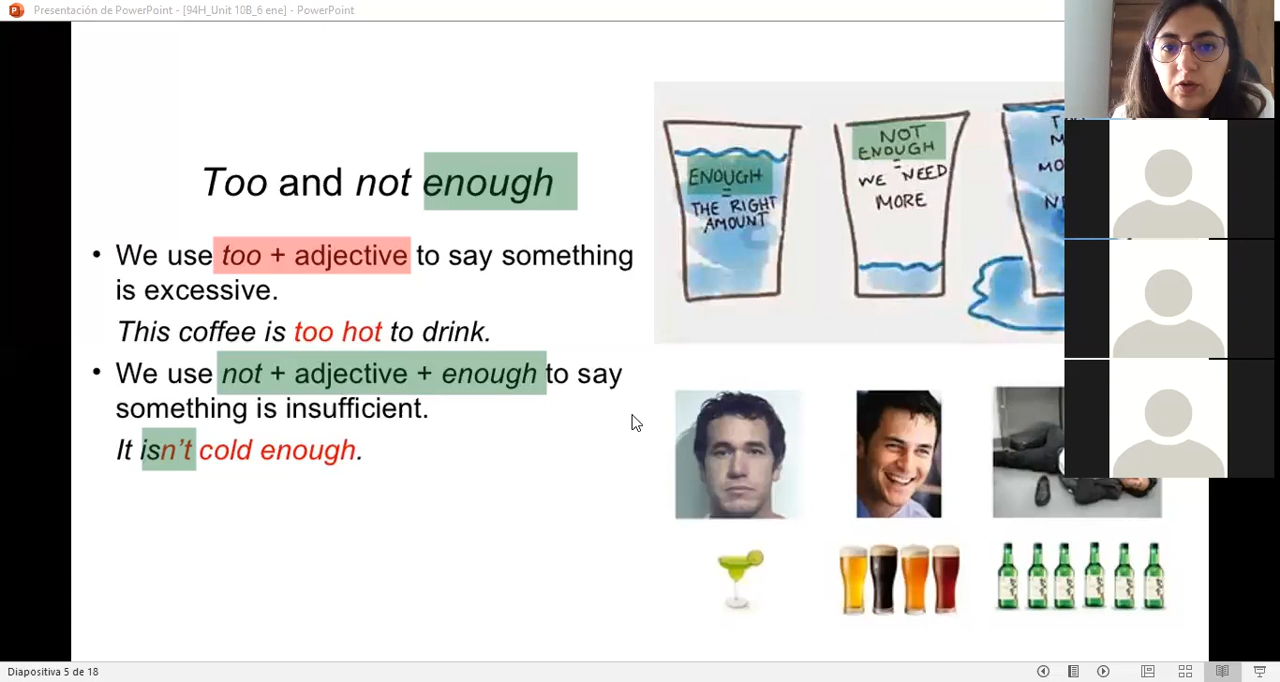 Presentación de PowerPoint - [94H_Unit 10B_6 ene] - PowerPoint
Too and not enough
• We use too + adjective to say something
is excessive.
This coffee is too hot to drink.
• We use not + adjective + enough to say
something is insufficient.
It isn't cold enough.
ENOUGH
=
THE RIGHT
AMOUNT
NOT
ENOUGH
=
WE NEED
MORE
Diapositiva 5 de 18